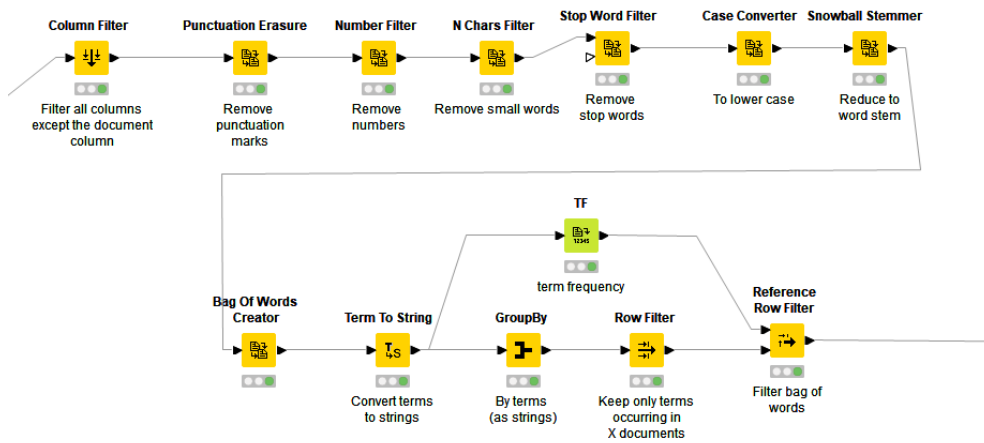 Column Filter
Punctuation Erasure
Number Filter
N Chars Filter
Stop Word Filter
Case Converter
Snowball Stemmer
Filter all columns
except the document
column
Remove
punctuation
marks
Remove
numbers
Remove small words
Remove
stop words
To lower case
Reduce to
word stem
TF
12345
term frequency
Bag Of Words
Creator
Term To String
T
S
GroupBy
Row Filter
Reference
Row Filter
Convert terms
to strings
By terms
(as strings)
Keep only terms
occurring in
X documents
Filter bag of
words